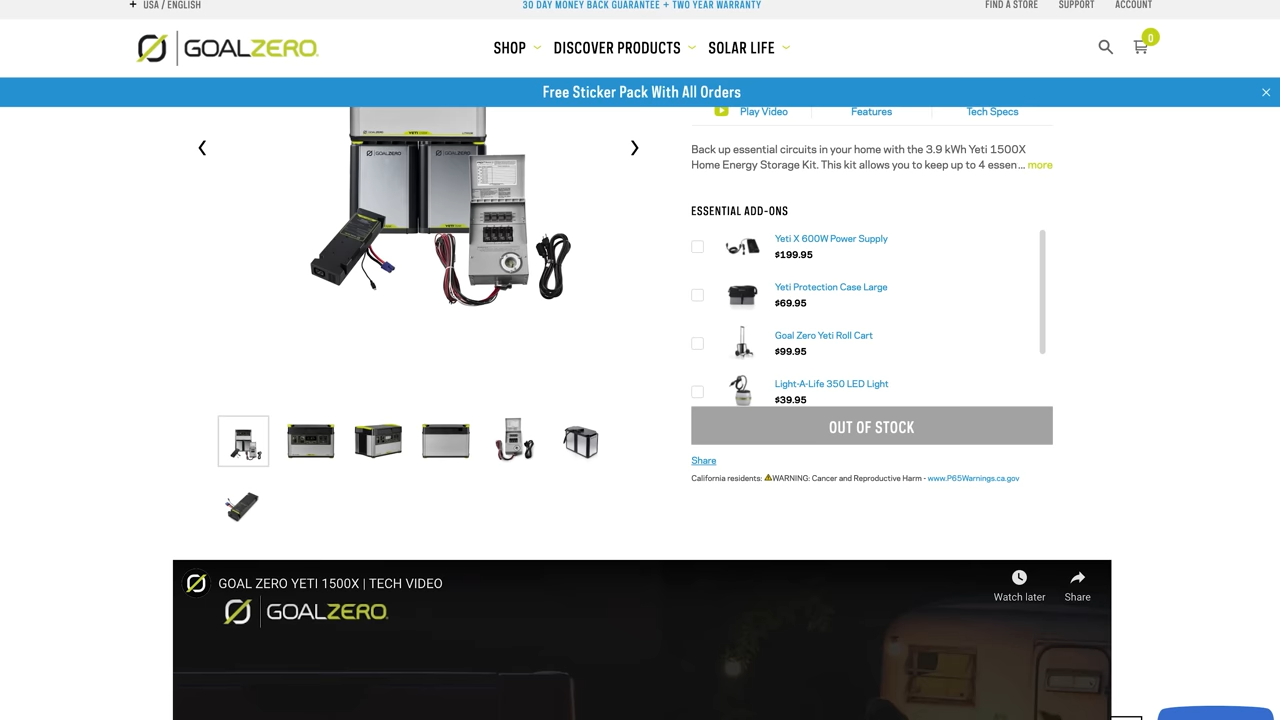 + USA / ENGLISH
30 DAY MONEY BACK GUARANTEE + TWO YEAR WARRANTY
FIND A STORE SUPPORT ACCOUNT
GOALZERO
SHOP DISCOVER PRODUCTS SOLAR LIFE
0
Free Sticker Pack With All Orders
Play Video Features Tech Specs
Back up essential circuits in your home with the 3.9 kWh Yeti 1500X
Home Energy Storage Kit. This kit allows you to keep up to 4 essen... more
ESSENTIAL ADD-ONS
Yeti X 600W Power Supply
$199.95
Yeti Protection Case Large
$69.95
Goal Zero Yeti Roll Cart
$99.95
Light-A-Life 350 LED Light
$39.95
OUT OF STOCK
Share
California residents: WARNING: Cancer and Reproductive Harm - www.P65Warnings.ca.gov
GOAL ZERO YETI 1500X | TECH VIDEO
Watch later Share
GOALZERO